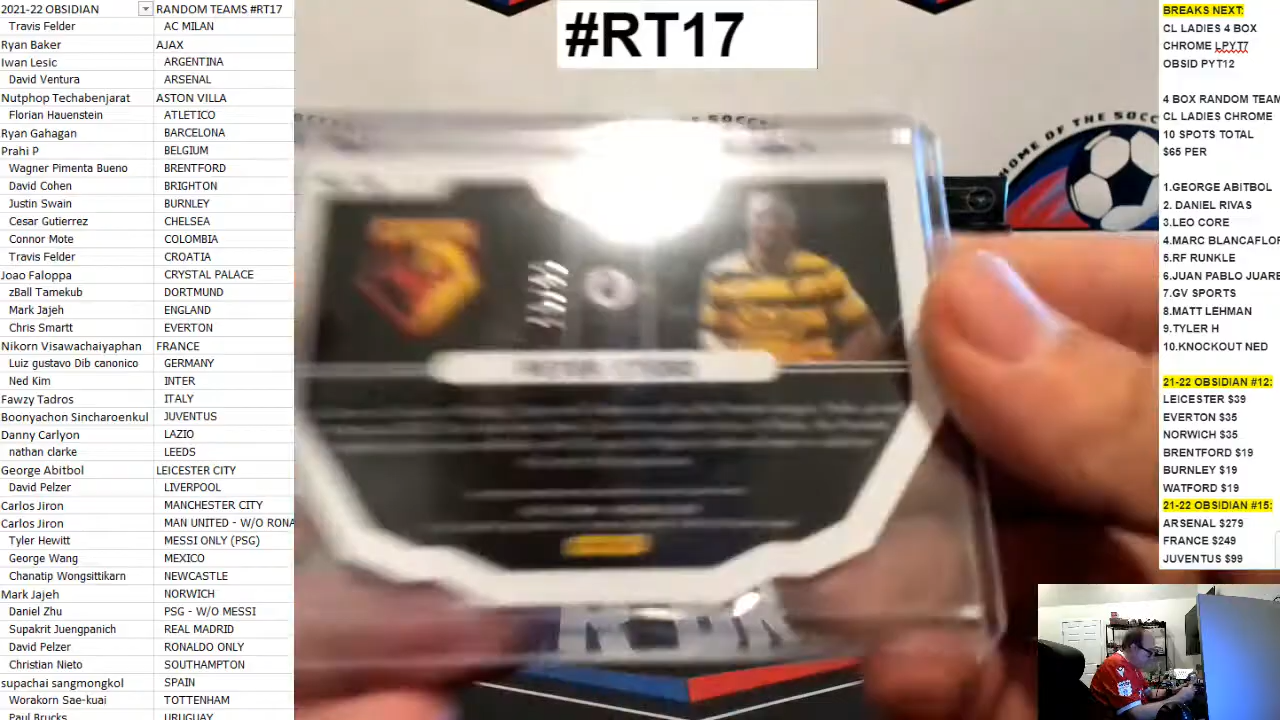 2021-22 OBSIDIAN RANDOM TEAMS #RT17
Travis Felder AC MILAN
Ryan Baker AJAX
Iwan Lesic ARGENTINA
David Ventura ARSENAL
Nutphop Techabenjarat ASTON VILLA
Florian Hauenstein ATLETICO
Ryan Gahagan BARCELONA
Prahi P BELGIUM
Wagner Pimenta Bueno BRENTFORD
David Cohen BRIGHTON
Justin Swain BURNLEY
Cesar Gutierrez CHELSEA
Connor Mote COLOMBIA
Travis Felder CROATIA
Joao Faloppa CRYSTAL PALACE
zBall Tamekub DORTMUND
Mark Jajeh ENGLAND
Chris Smartt EVERTON
Nikorn Visawachaiyaphan FRANCE
Luiz gustavo Dib canonico GERMANY
Ned Kim INTER
Fawzy Tadros ITALY
Boonyachon Sincharoenkul JUVENTUS
Danny Carlyon LAZIO
nathan clarke LEEDS
George Abitbol LEICESTER CITY
David Pelzer LIVERPOOL
Carlos Jiron MANCHESTER CITY
Carlos Jiron MAN UNITED - W/O RONA
Tyler Hewitt MESSI ONLY (PSG)
George Wang MEXICO
Chanatip Wongsittikarn NEWCASTLE
Mark Jajeh NORWICH
Daniel Zhu PSG - W/O MESSI
Supakrit Juengpanich REAL MADRID
David Pelzer RONALDO ONLY
Christian Nieto SOUTHAMPTON
supachai sangmongkol SPAIN
Worakorn Sae-kuai TOTTENHAM
Paul Brucks URUGUAY
#RT17
HOME OF THE SOCC
BREAKS NEXT:
CL LADIES 4 BOX
CHROME LPYT7
OBSID PYT12
4 BOX RANDOM TEAM
CL LADIES CHROME
10 SPOTS TOTAL
$65 PER
1.GEORGE ABITBOL
2. DANIEL RIVAS
3.LEO CORE
4.MARC BLANCAFLOR
5.RF RUNKLE
6.JUAN PABLO JUARE
7.GV SPORTS
8.MATT LEHMAN
9.TYLER H
10.KNOCKOUT NED
21-22 OBSIDIAN #12:
LEICESTER $39
EVERTON $35
NORWICH $35
BRENTFORD $19
BURNLEY $19
WATFORD $19
21-22 OBSIDIAN #15:
ARSENAL $279
FRANCE $249
JUVENTUS $99